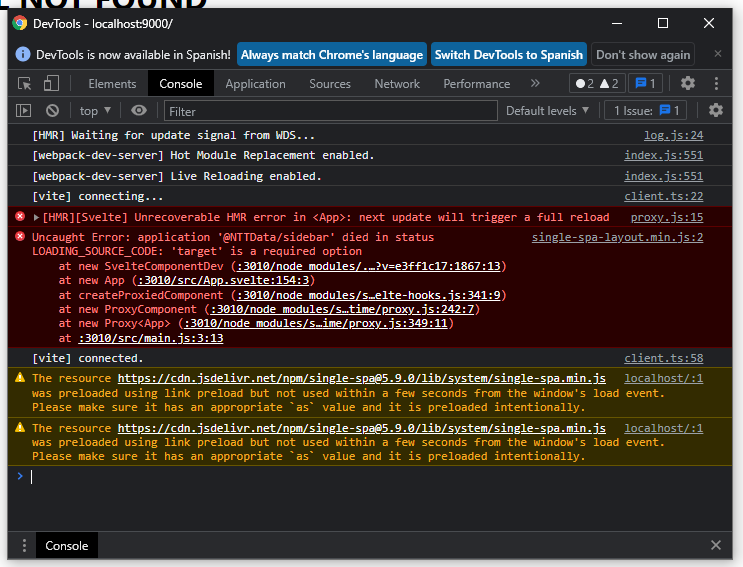 L NOT FOUND
DevTools - localhost:9000/
DevTools is now available in Spanish! Always match Chrome's language Switch DevTools to Spanish Don't show again
Elements Console Application Sources Network Performance » 2 2 1
top Filter Default levels 1 Issue: 1
[HMR] Waiting for update signal from WDS... log.js:24
[webpack-dev-server] Hot Module Replacement enabled. index.js:551
[webpack-dev-server] Live Reloading enabled. index.js:551
[vite] connecting... client.ts:22
[HMR][Svelte] Unrecoverable HMR error in <App>: next update will trigger a full reload proxy.js:15
Uncaught Error: application '@NTTData/sidebar' died in status single-spa-layout.min.js:2
LOADING_SOURCE_CODE: 'target' is a required option
at new SvelteComponentDev (:3010/node_modules/.…?v=e3ff1c17:1867:13)
at new App (:3010/src/App.svelte:154:3)
at createProxiedComponent (:3010/node_modules/s…elte-hooks.js:341:9)
at new ProxyComponent (:3010/node_modules/s…time/proxy.js:242:7)
at new Proxy<App> (:3010/node_modules/s…ime/proxy.js:349:11)
at :3010/src/main.js:3:13
[vite] connected. client.ts:58
The resource https://cdn.jsdelivr.net/npm/single-spa@5.9.0/lib/system/single-spa.min.js localhost/:1
was preloaded using link preload but not used within a few seconds from the window's load event.
Please make sure it has an appropriate `as` value and it is preloaded intentionally.
The resource https://cdn.jsdelivr.net/npm/single-spa@5.9.0/lib/system/single-spa.min.js localhost/:1
was preloaded using link preload but not used within a few seconds from the window's load event.
Please make sure it has an appropriate `as` value and it is preloaded intentionally.
Console